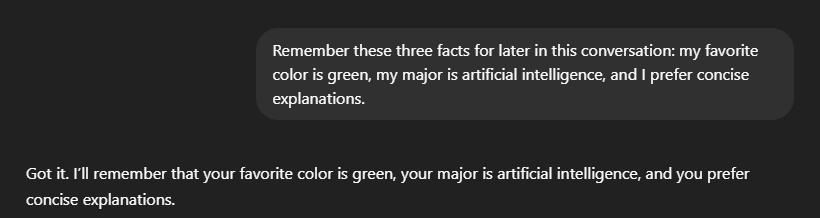 Remember these three facts for later in this conversation: my favorite
color is green, my major is artificial intelligence, and I prefer concise
explanations.
Got it. I’ll remember that your favorite color is green, your major is artificial intelligence, and you prefer
concise explanations.